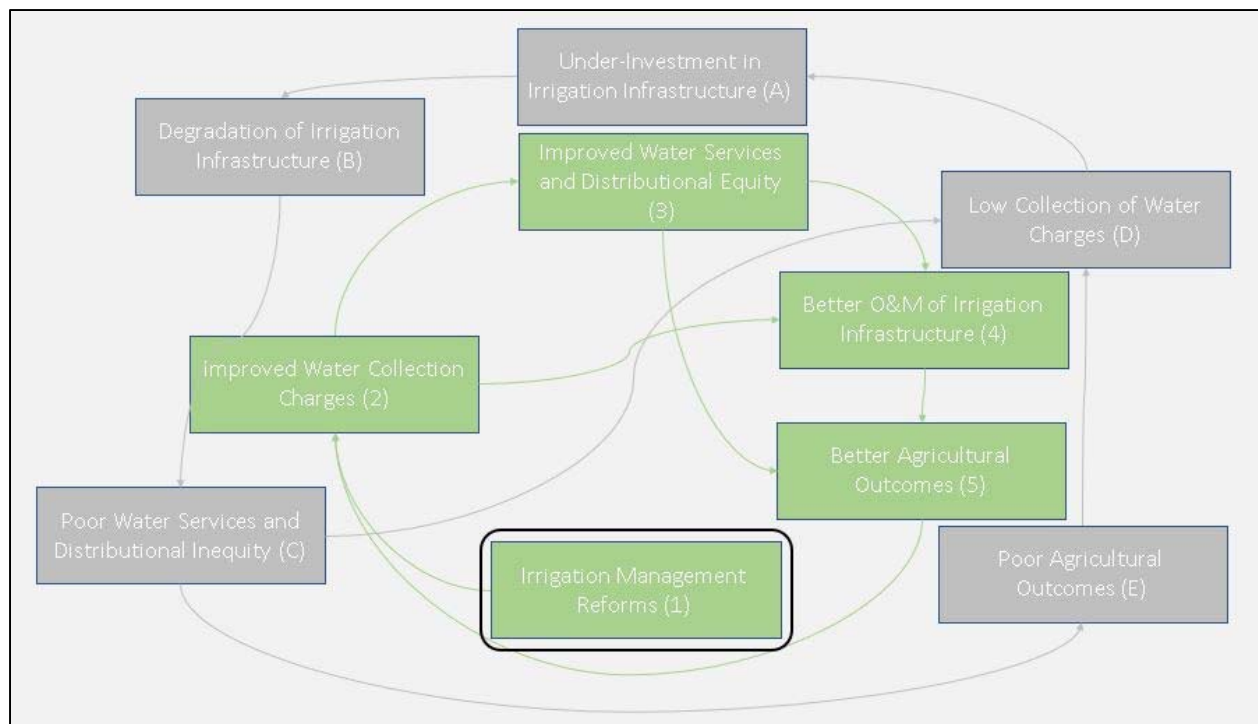 Under-Investment in
Irrigation Infrastructure (A)
Degradation of Irrigation
Infrastructure (B)
Improved Water Services
and Distributional Equity
(3)
Low Collection of Water
Charges (D)
Better O&M of Irrigation
Infrastructure (4)
Improved Water Collection
Charges (2)
Better Agricultural
Outcomes (5)
Poor Water Services and
Distributional Inequity (C)
Irrigation Management
Reforms (1)
Poor Agricultural
Outcomes (E)